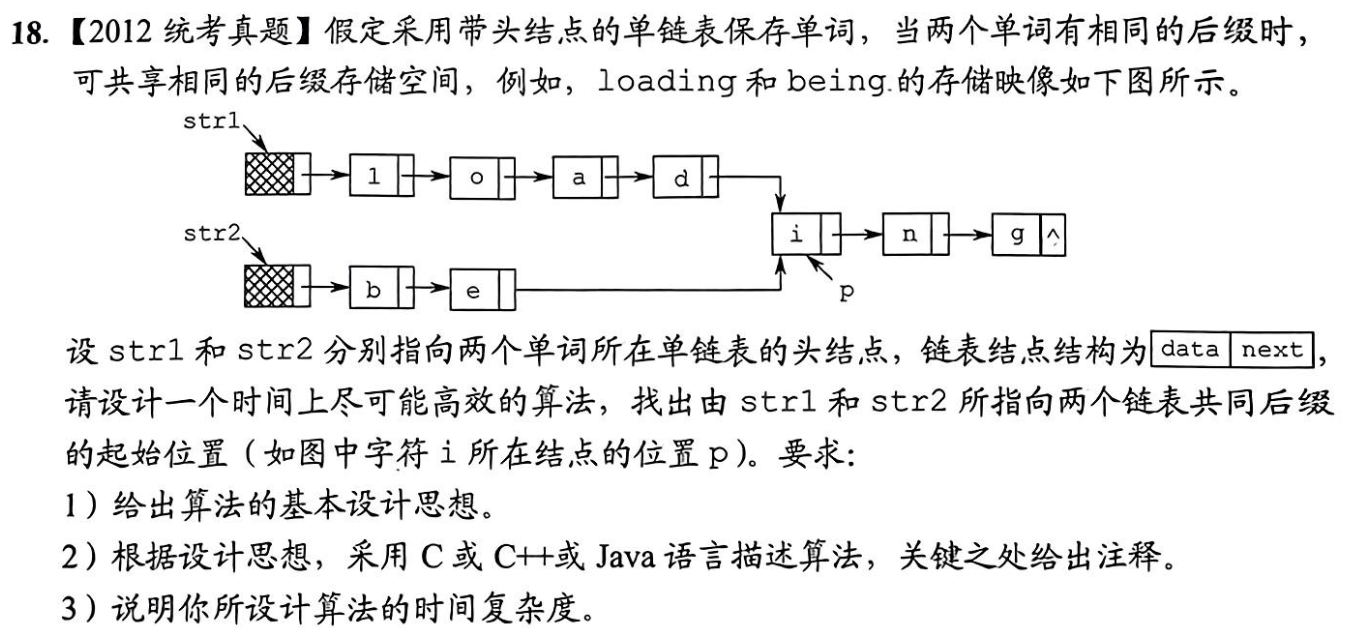 18. 【2012 统考真题】假定采用带头结点的单链表保存单词，当两个单词有相同的后缀时，
可共享相同的后缀存储空间，例如，loading 和 being 的存储映像如下图所示。
str1
l o a d
i n g ^
str2
b e
p
设 str1 和 str2 分别指向两个单词所在单链表的头结点，链表结点结构为 data next ，
请设计一个时间上尽可能高效的算法，找出由 str1 和 str2 所指向两个链表共同后缀
的起始位置（如图中字符 i 所在结点的位置 p）。要求：
1）给出算法的基本设计思想。
2）根据设计思想，采用 C 或 C++或 Java 语言描述算法，关键之处给出注释。
3）说明你所设计算法的时间复杂度。